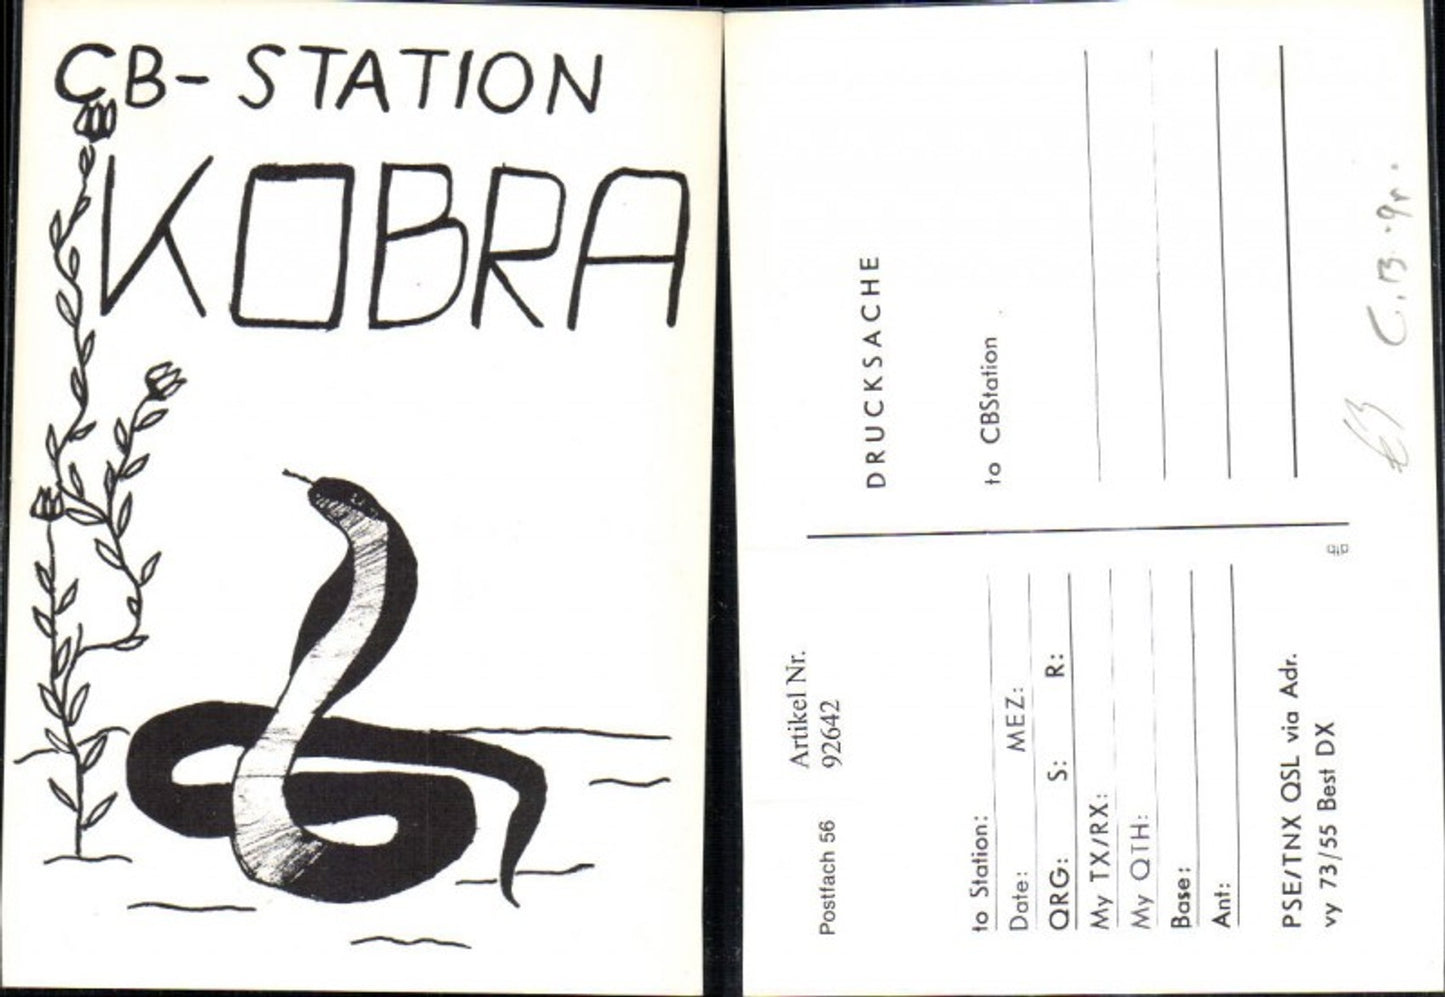 CB-STATION
KOBRA
Artikel Nr.
92642
Postfach 56
to Station:
Date: MEZ:
QRG: S: R:
My TX/RX:
My QTH:
Base:
Ant:
PSE/TNX QSL via Adr.
vy 73/55 Best DX
DRUCKSACHE
to CBStation